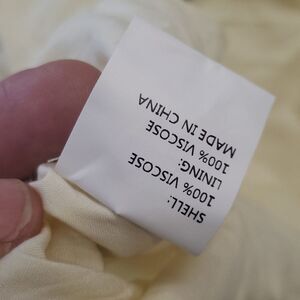 SHELL:
100% VISCOSE
LINING:
100% VISCOSE
MADE IN CHINA